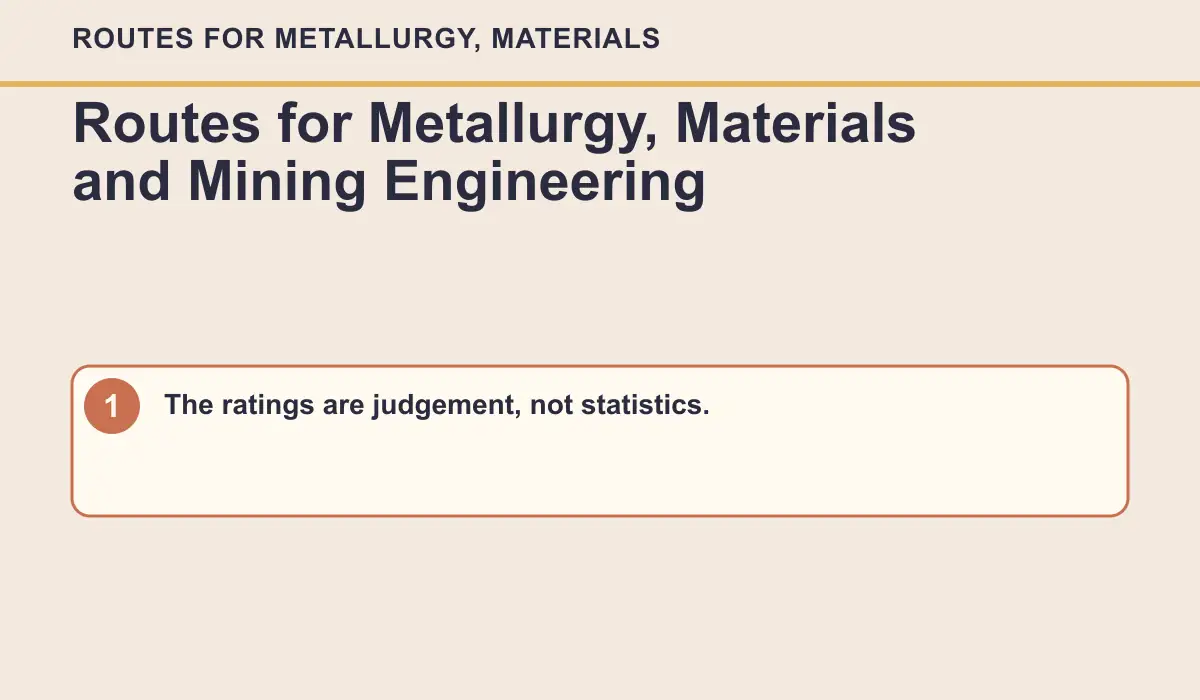 ROUTES FOR METALLURGY, MATERIALS
Routes for Metallurgy, Materials
and Mining Engineering
1 The ratings are judgement, not statistics.